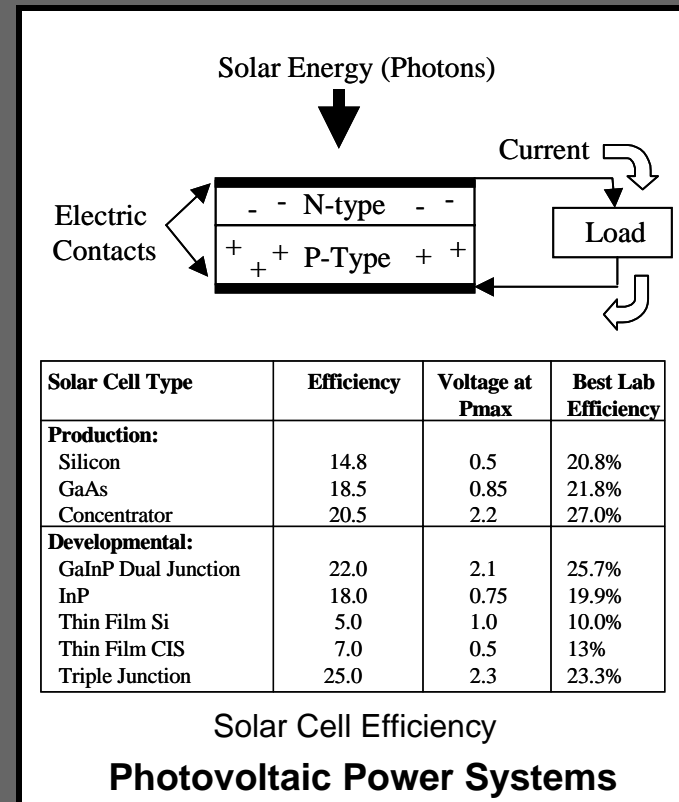 Solar Energy (Photons)
Current
Electric
Contacts
- - N-type - -
+ + + P-Type + +
Load
Solar Cell Type Efficiency Voltage at Pmax Best Lab Efficiency
Production:
Silicon 14.8 0.5 20.8%
GaAs 18.5 0.85 21.8%
Concentrator 20.5 2.2 27.0%
Developmental:
GaInP Dual Junction 22.0 2.1 25.7%
InP 18.0 0.75 19.9%
Thin Film Si 5.0 1.0 10.0%
Thin Film CIS 7.0 0.5 13%
Triple Junction 25.0 2.3 23.3%
Solar Cell Efficiency
Photovoltaic Power Systems